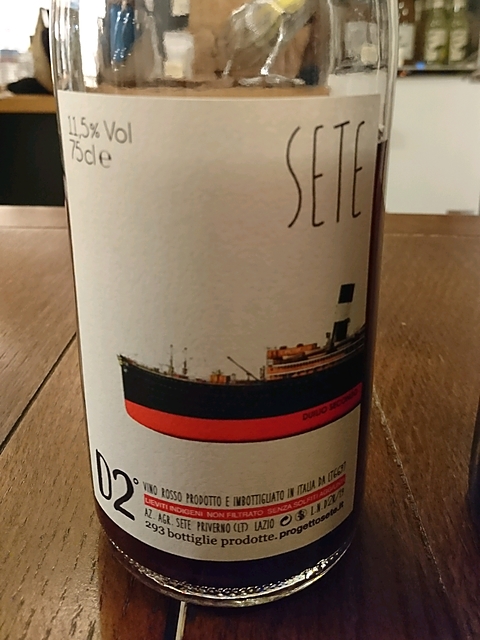 11,5% Vol
75cl e
SETE
DUILIO
D2°
VINO ROSSO PRODOTTO E IMBOTTIGLIATO IN ITALIA DA
LIEVITI INDIGENI NON FILTRATO SENZA SOLFITI
AZ. AGR. SETE PRIVERNO (LT) LAZIO
293 bottiglie prodotte. progettosete.it